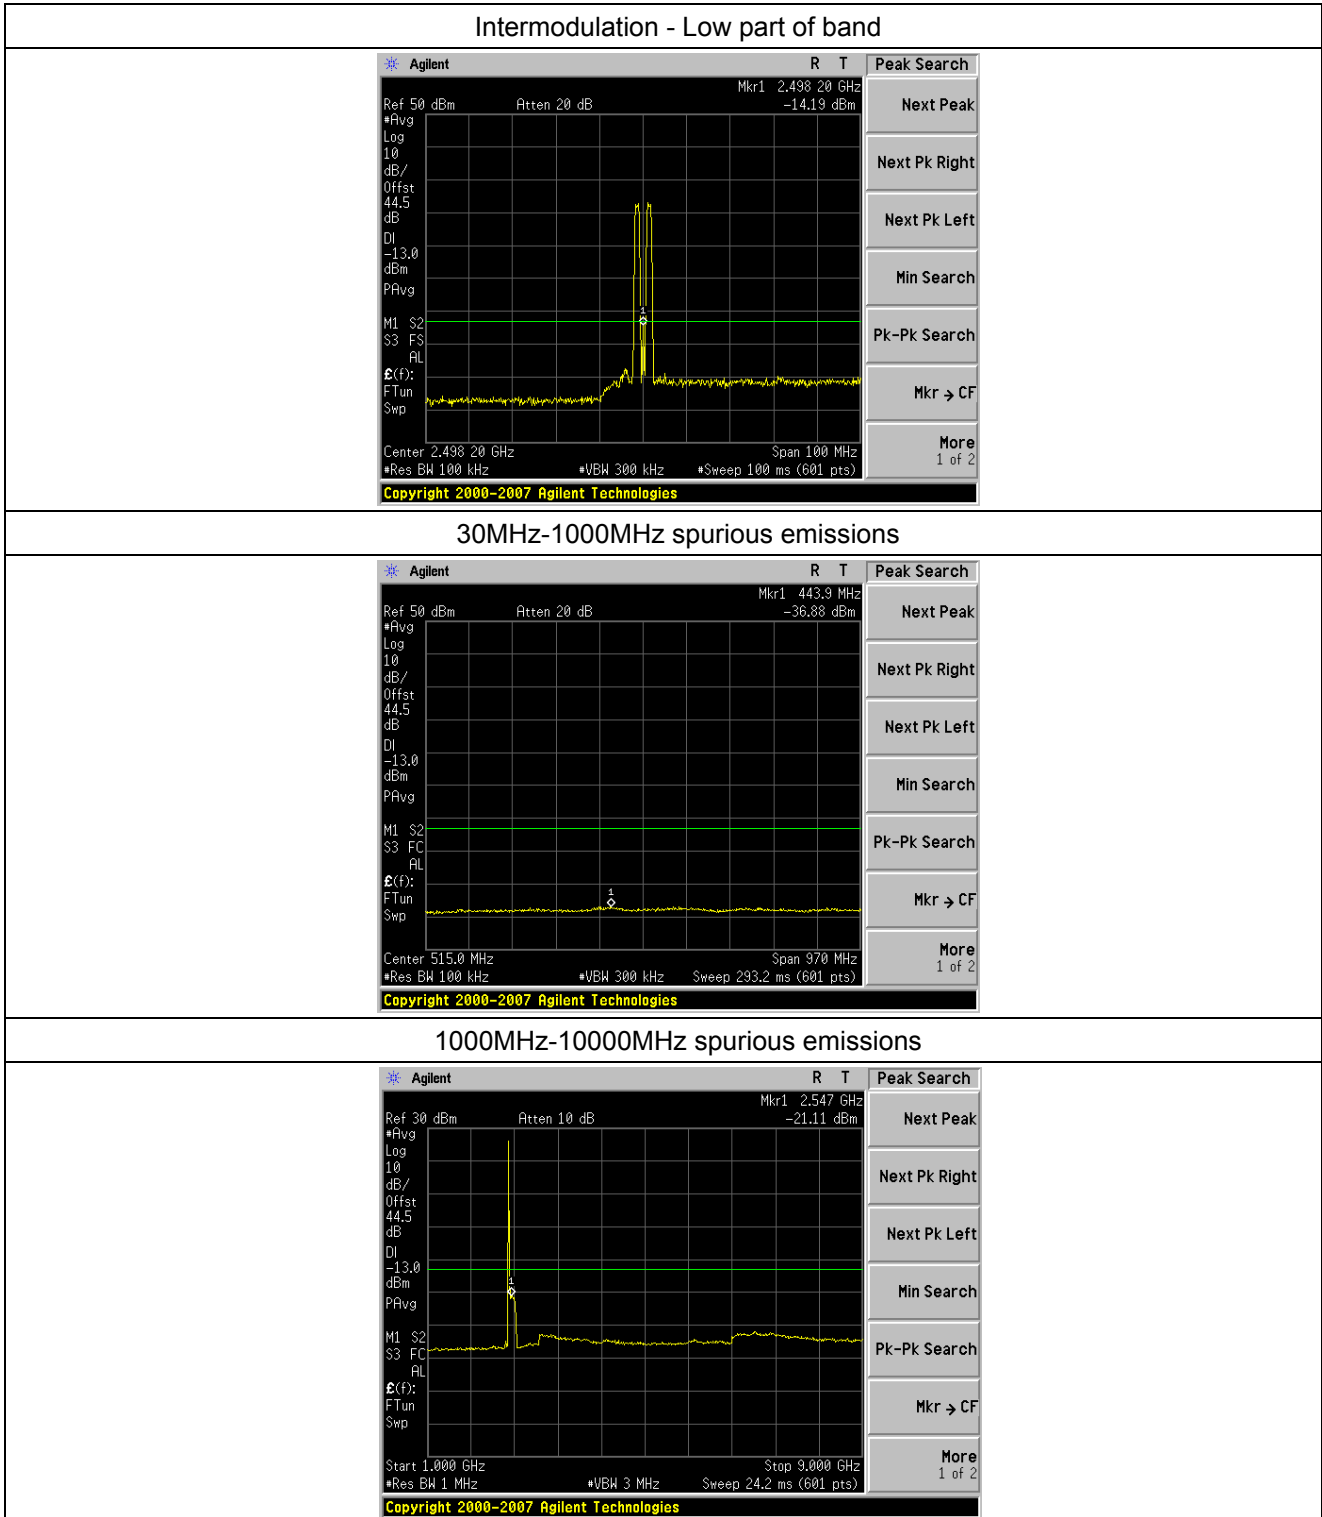 Intermodulation - Low part of band
Agilent R T Peak Search
Mkr1 2.498 20 GHz
Ref 50 dBm Atten 20 dB -14.19 dBm
#Avg
Log
10
dB/
Offst
44.5
dB
DI
-13.0
dBm
PAvg
M1 S2
S3 FS
AL
£(f):
FTun
Swp
1
Center 2.498 20 GHz Span 100 MHz
#Res BW 100 kHz #VBW 300 kHz #Sweep 100 ms (601 pts)
Copyright 2000-2007 Agilent Technologies
Next Peak
Next Pk Right
Next Pk Left
Min Search
Pk-Pk Search
Mkr → CF
More
1 of 2
30MHz-1000MHz spurious emissions
Agilent R T Peak Search
Mkr1 443.9 MHz
Ref 50 dBm Atten 20 dB -36.88 dBm
#Avg
Log
10
dB/
Offst
44.5
dB
DI
-13.0
dBm
PAvg
M1 S2
S3 FC
AL
£(f):
FTun
Swp
1
Center 515.0 MHz Span 970 MHz
#Res BW 100 kHz #VBW 300 kHz Sweep 293.2 ms (601 pts)
Copyright 2000-2007 Agilent Technologies
Next Peak
Next Pk Right
Next Pk Left
Min Search
Pk-Pk Search
Mkr → CF
More
1 of 2
1000MHz-10000MHz spurious emissions
Agilent R T Peak Search
Mkr1 2.547 GHz
Ref 30 dBm Atten 10 dB -21.11 dBm
#Avg
Log
10
dB/
Offst
44.5
dB
DI
-13.0
dBm
PAvg
M1 S2
S3 FC
AL
£(f):
FTun
Swp
1
Start 1.000 GHz Stop 9.000 GHz
#Res BW 1 MHz #VBW 3 MHz Sweep 24.2 ms (601 pts)
Copyright 2000-2007 Agilent Technologies
Next Peak
Next Pk Right
Next Pk Left
Min Search
Pk-Pk Search
Mkr → CF
More
1 of 2